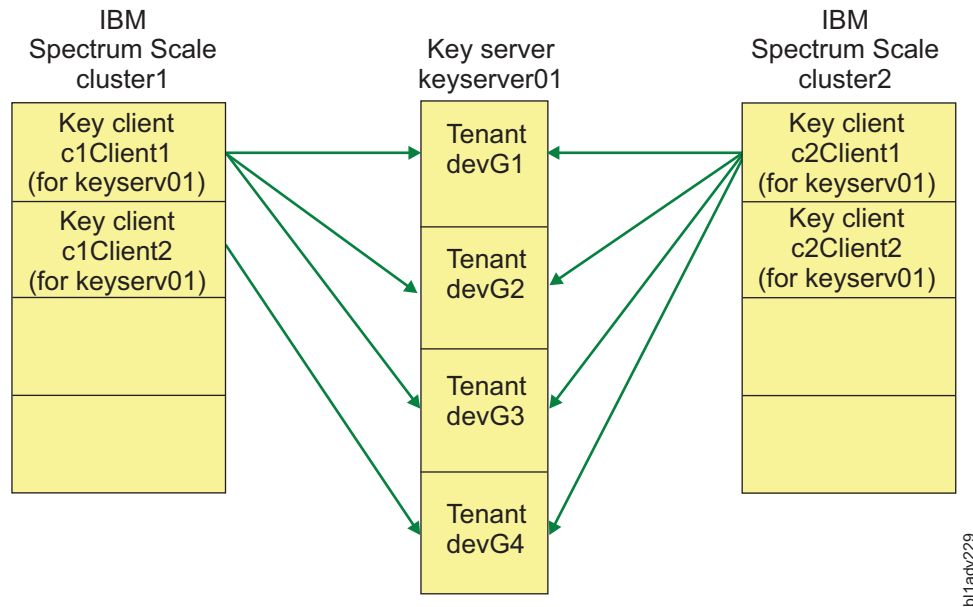 IBM
Spectrum Scale
cluster1
Key server
keyserver01
IBM
Spectrum Scale
cluster2
Key client
c1Client1
(for keyserv01)
Key client
c1Client2
(for keyserv01)
Tenant
devG1
Tenant
devG2
Tenant
devG3
Tenant
devG4
Key client
c2Client1
(for keyserv01)
Key client
c2Client2
(for keyserv01)
bl1adv229